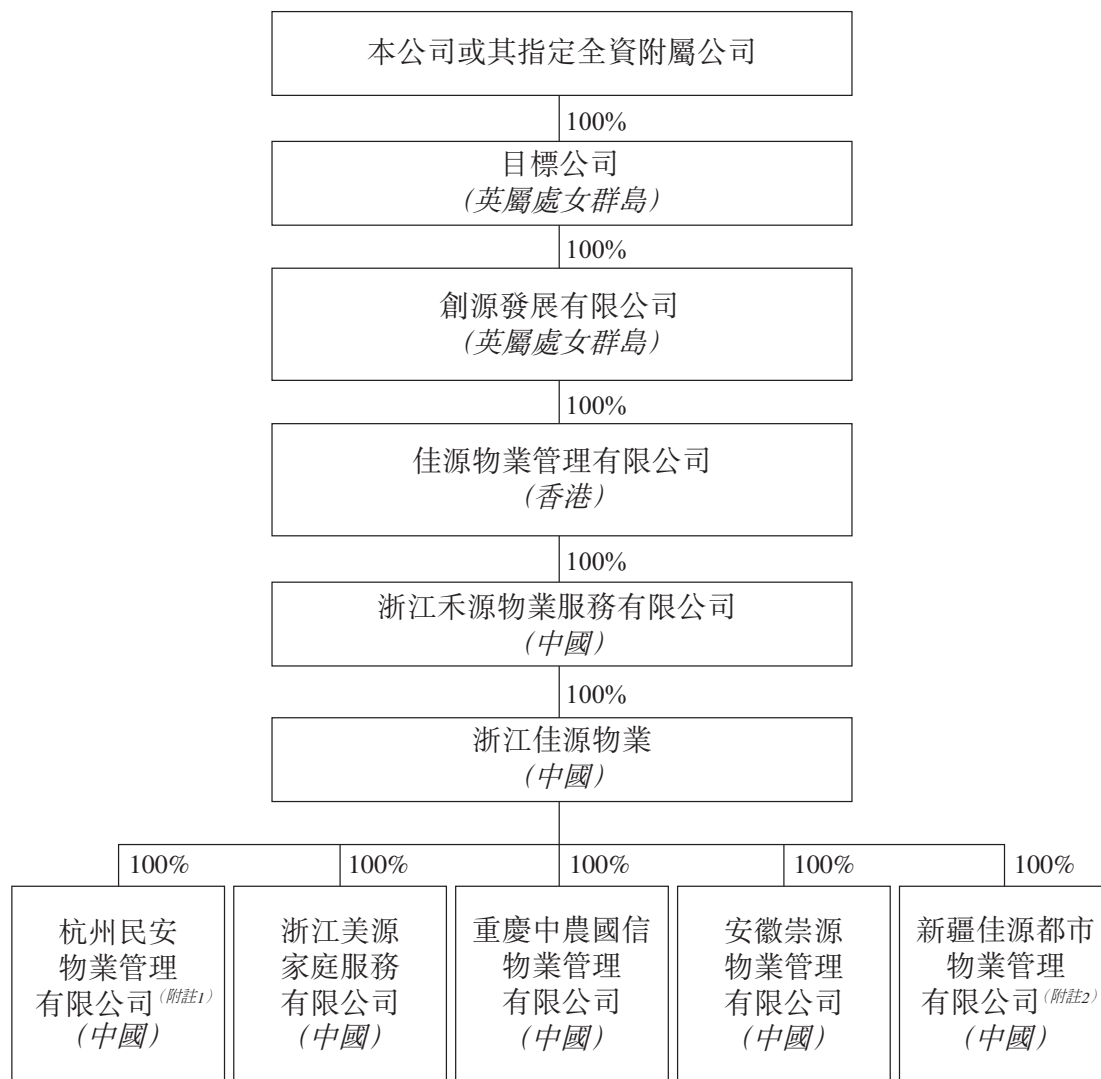 本公司或其指定全資附屬公司
100%
目標公司
（英屬處女群島）
100%
創源發展有限公司
（英屬處女群島）
100%
佳源物業管理有限公司
（香港）
100%
浙江禾源物業服務有限公司
（中國）
100%
浙江佳源物業
（中國）
100%
100%
100%
100%
100%
杭州民安
物業管理
有限公司（附註1）
（中國）
浙江美源
家庭服務
有限公司
（中國）
重慶中農國信
物業管理
有限公司
（中國）
安徽崇源
物業管理
有限公司
（中國）
新疆佳源都市
物業管理
有限公司（附註2）
（中國）